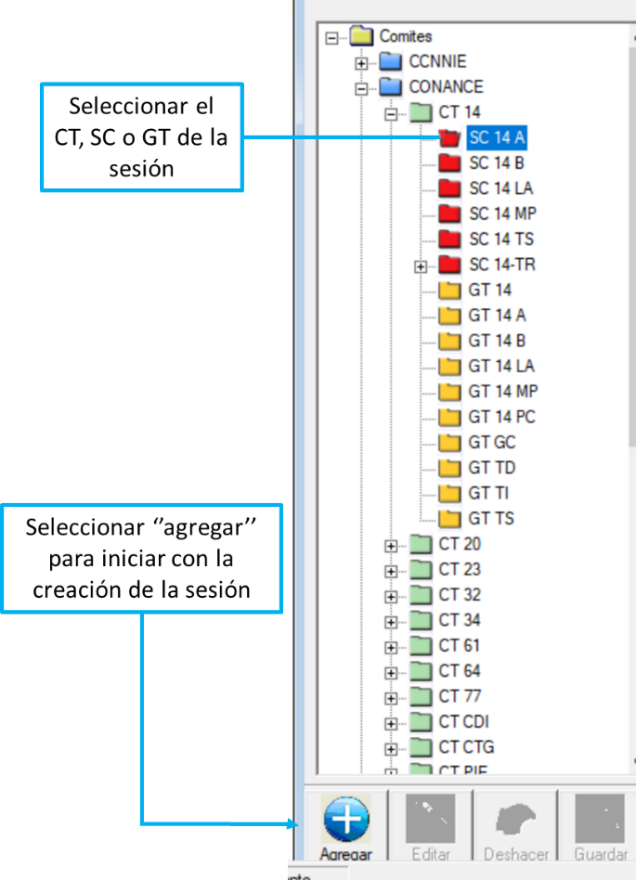 Comites
CCNNIE
CONANCE
CT 14
SC 14 A
SC 14 B
SC 14 LA
SC 14 MP
SC 14 TS
SC 14-TR
GT 14
GT 14 A
GT 14 B
GT 14 LA
GT 14 MP
GT 14 PC
GT GC
GT TD
GT TI
GT TS
CT 20
CT 23
CT 32
CT 34
CT 61
CT 64
CT 77
CT CDI
CT CTG
CT PIE
Seleccionar el
CT, SC o GT de la
sesión
Seleccionar ‘’agregar’’
para iniciar con la
creación de la sesión
Agregar
Editar
Deshacer
Guardar